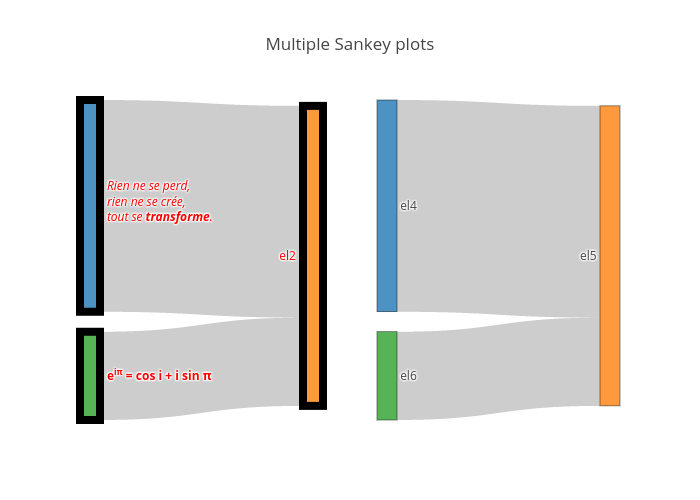 Multiple Sankey plots
Rien ne se perd,
rien ne se crée,
tout se transforme.
el2
e^iπ = cos i + i sin π
el4
el5
el6